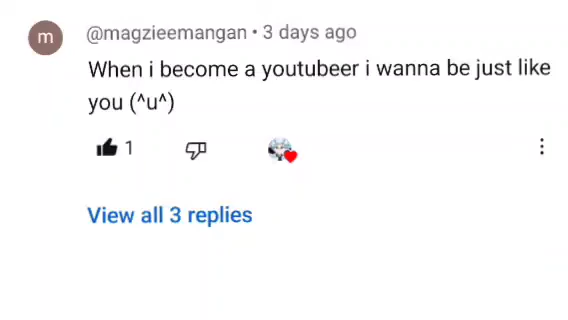 m
@magzieemangan • 3 days ago
When i become a youtubeer i wanna be just like
you (^u^)
1
View all 3 replies